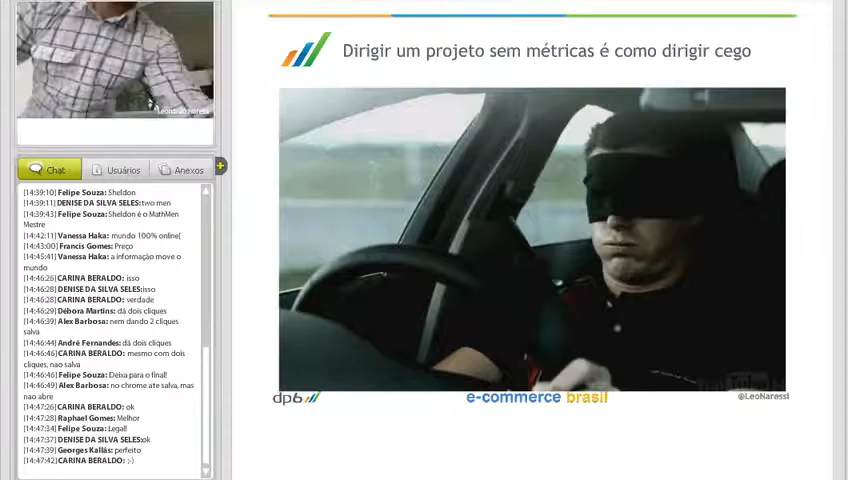 Leonardo Naressi
Chat
Usuários
Anexos
[14:39:10] Felipe Souza: Sheldon
[14:39:11] DENISE DA SILVA SELES:two men
[14:39:43] Felipe Souza: Sheldon é o MathMen
Mestre
[14:42:11] Vanessa Haka: mundo 100% online[
[14:43:00] Francis Gomes: Preço
[14:45:41] Vanessa Haka: a informação move o
mundo
[14:46:26] CARINA BERALDO: isso
[14:46:28] DENISE DA SILVA SELES:isso
[14:46:28] CARINA BERALDO: verdade
[14:46:29] Débora Martins: dá dois cliques
[14:46:39] Alex Barbosa: nem dando 2 cliques
salva
[14:46:44] André Fernandes: dá dois cliques
[14:46:46] CARINA BERALDO: mesmo com dois
cliques, nao salva
[14:46:46] Felipe Souza: Deixa para o final!
[14:46:49] Alex Barbosa: no chrome ate salva, mas
nao abre
[14:47:26] CARINA BERALDO: ok
[14:47:28] Raphael Gomes: Melhor
[14:47:34] Felipe Souza: Legal!
[14:47:37] DENISE DA SILVA SELES:ok
[14:47:39] Georges Kallás: perfeito
[14:47:42] CARINA BERALDO: ;-)
Dirigir um projeto sem métricas é como dirigir cego
dp6
e-commerce brasil
@LeoNaressi